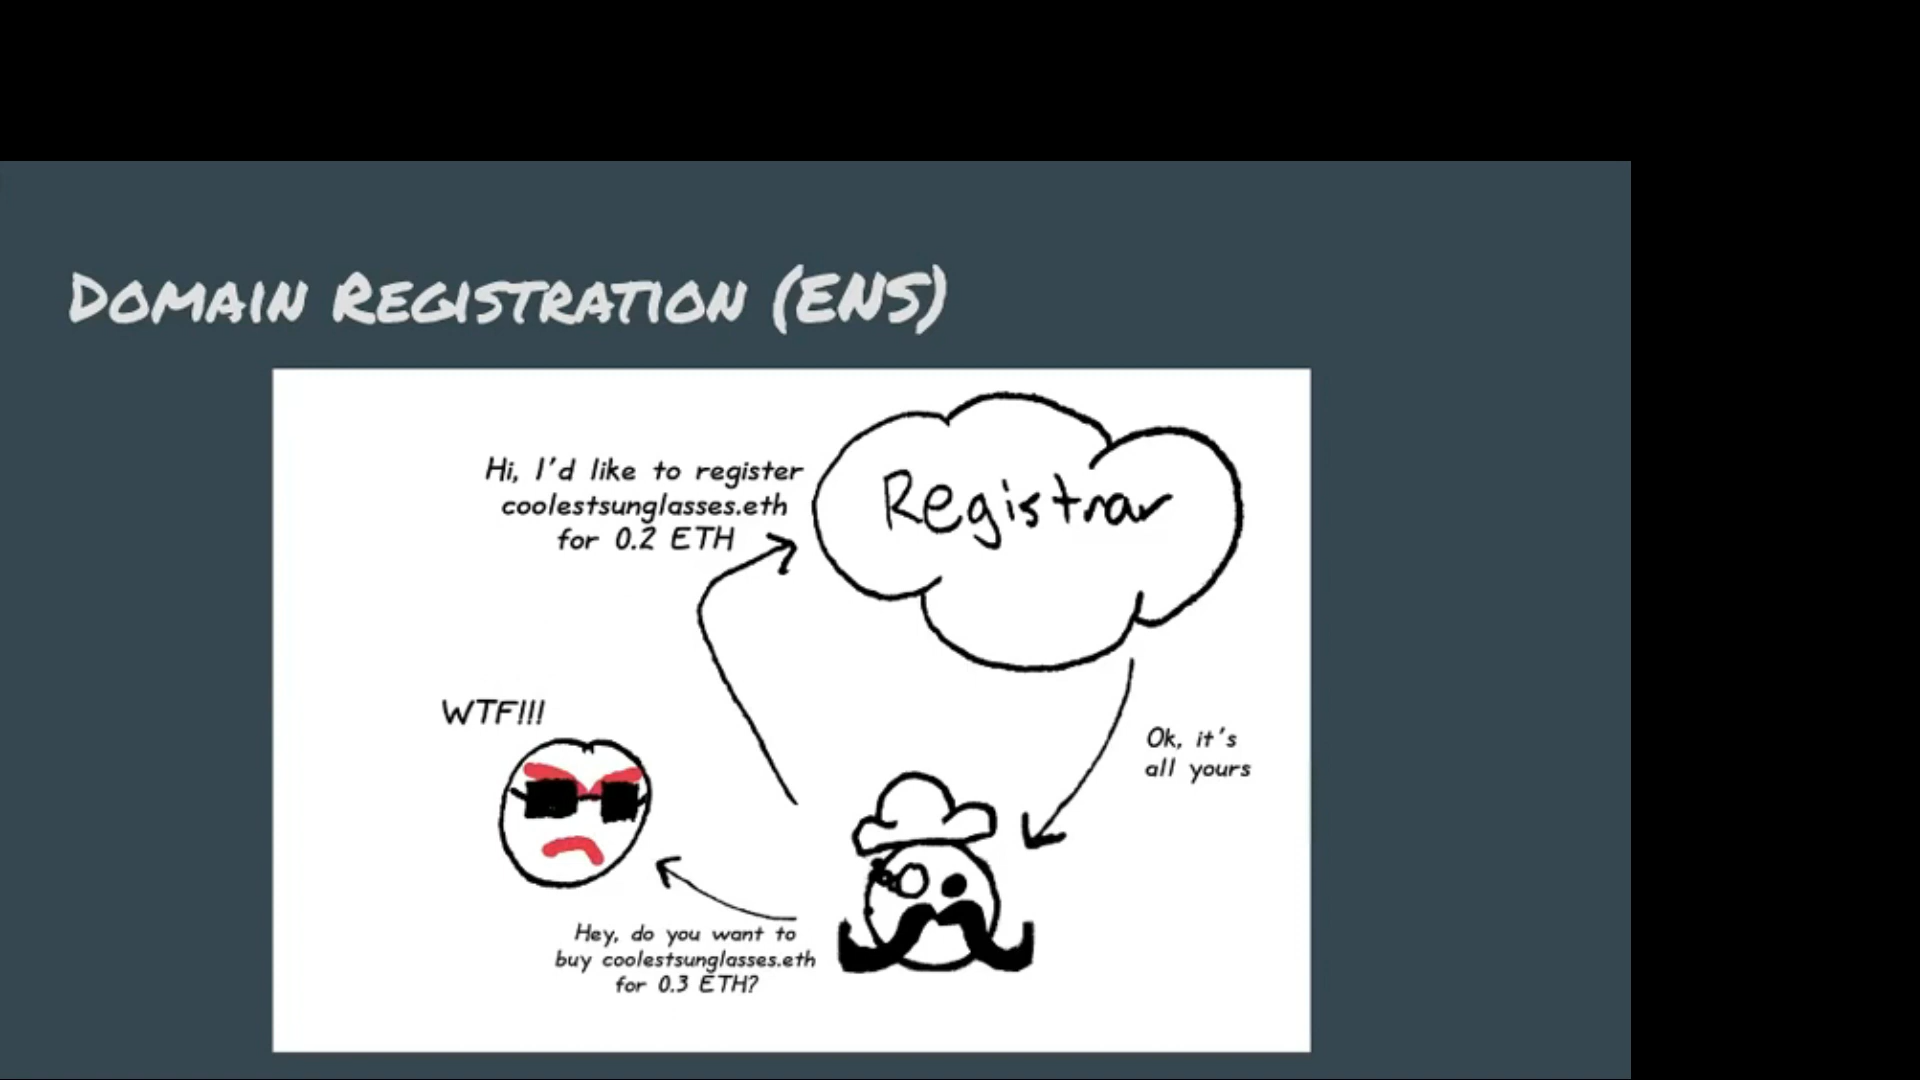 Domain Registration (ENS)
Hi, I'd like to register
coolestsunglasses.eth
for 0.2 ETH
Registrar
WTF!!!
Ok, it's
all yours
Hey, do you want to
buy coolestsunglasses.eth
for 0.3 ETH?